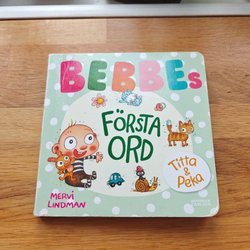 BEBBEs
FÖRSTA
ORD
Titta
& Peka
MERVI
LINDMAN